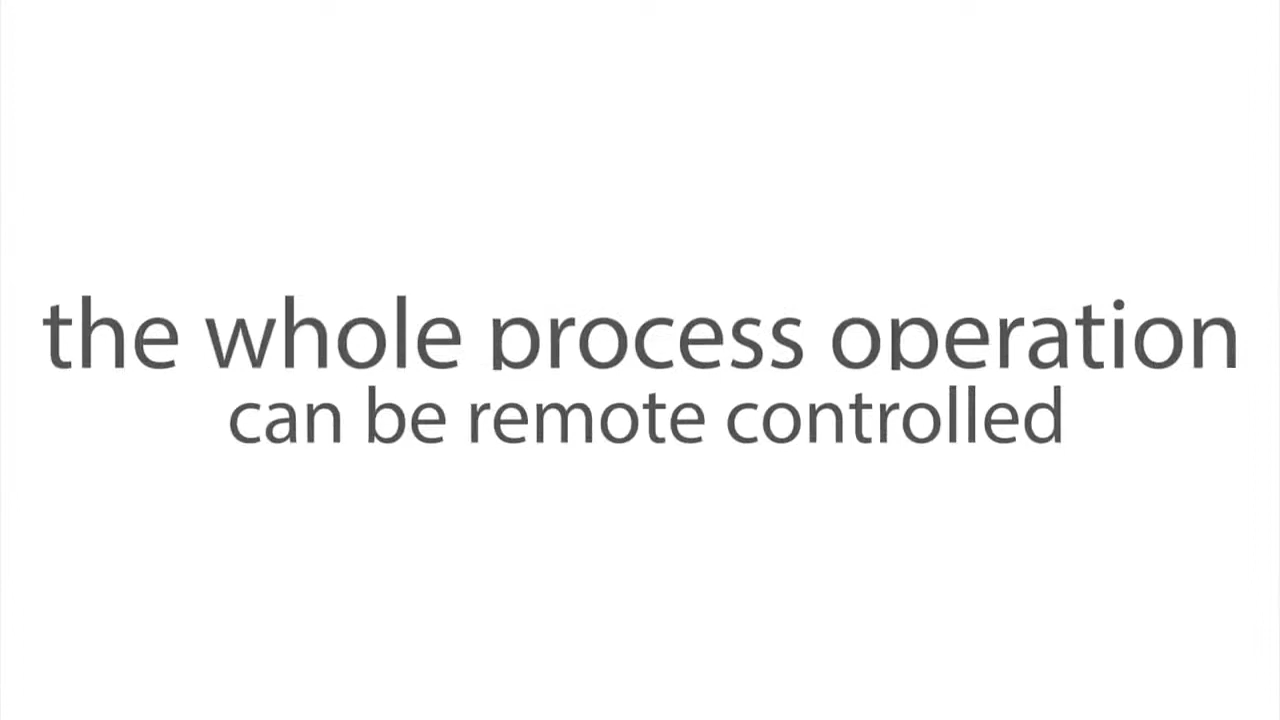 the whole process operation
can be remote controlled